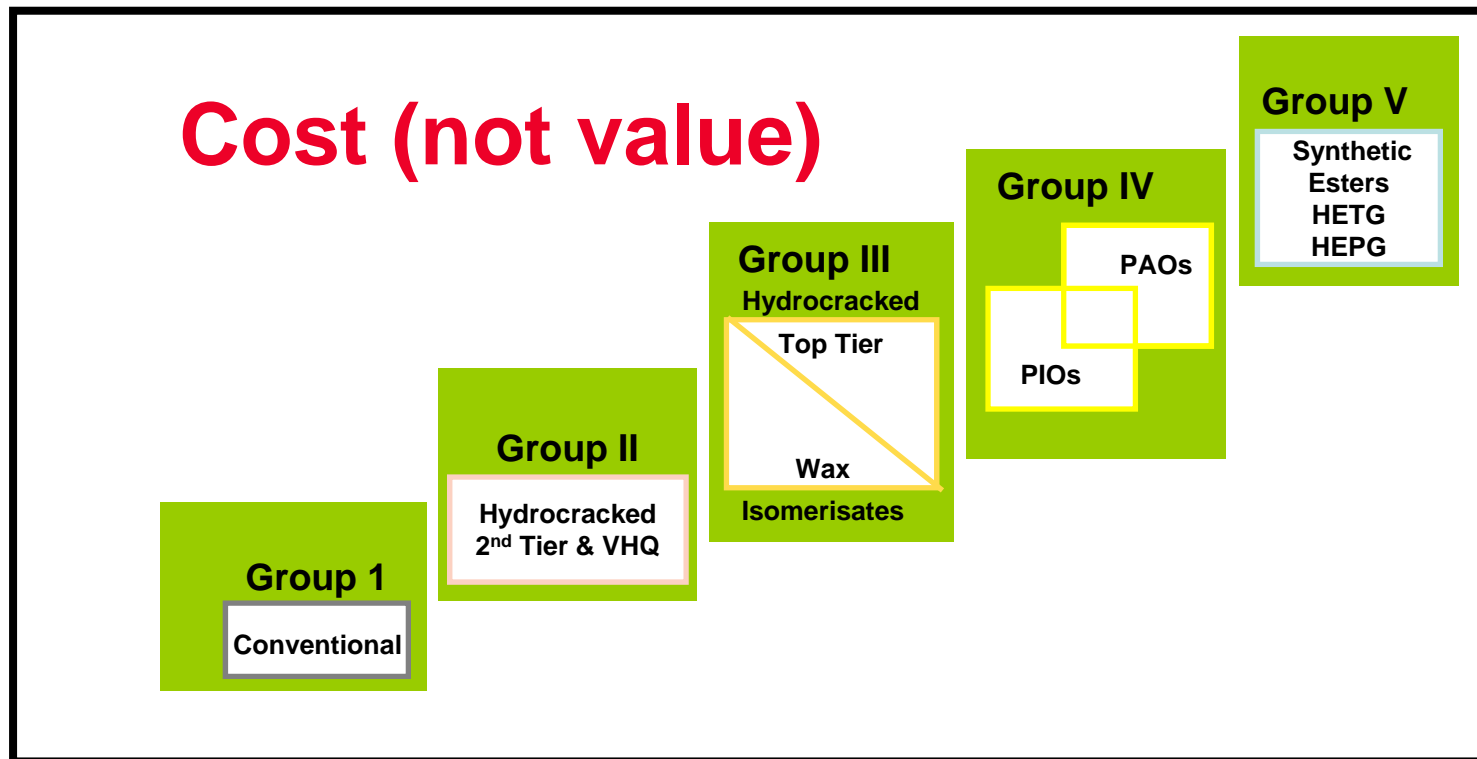 Cost (not value)
Group 1
Conventional
Group II
Hydrocracked
2nd Tier & VHQ
Group III
Hydrocracked
Top Tier
Wax
Isomerisates
Group IV
PAOs
PIOs
Group V
Synthetic
Esters
HETG
HEPG